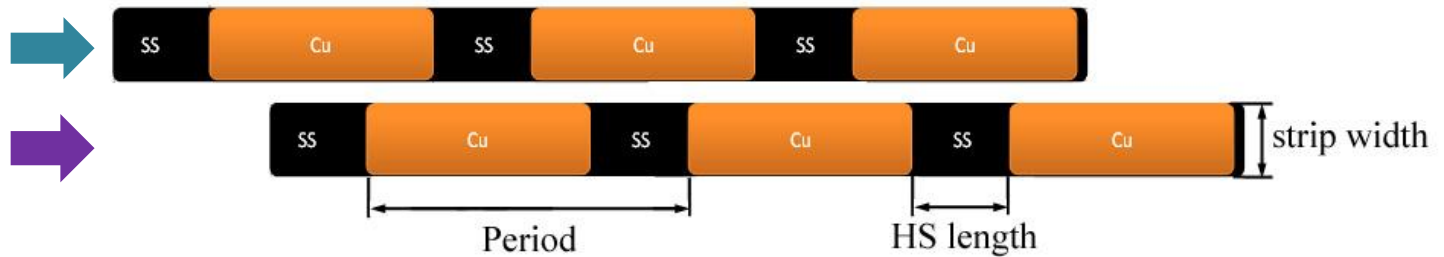 SS Cu SS Cu SS Cu
SS Cu SS Cu SS Cu
strip width
Period
HS length